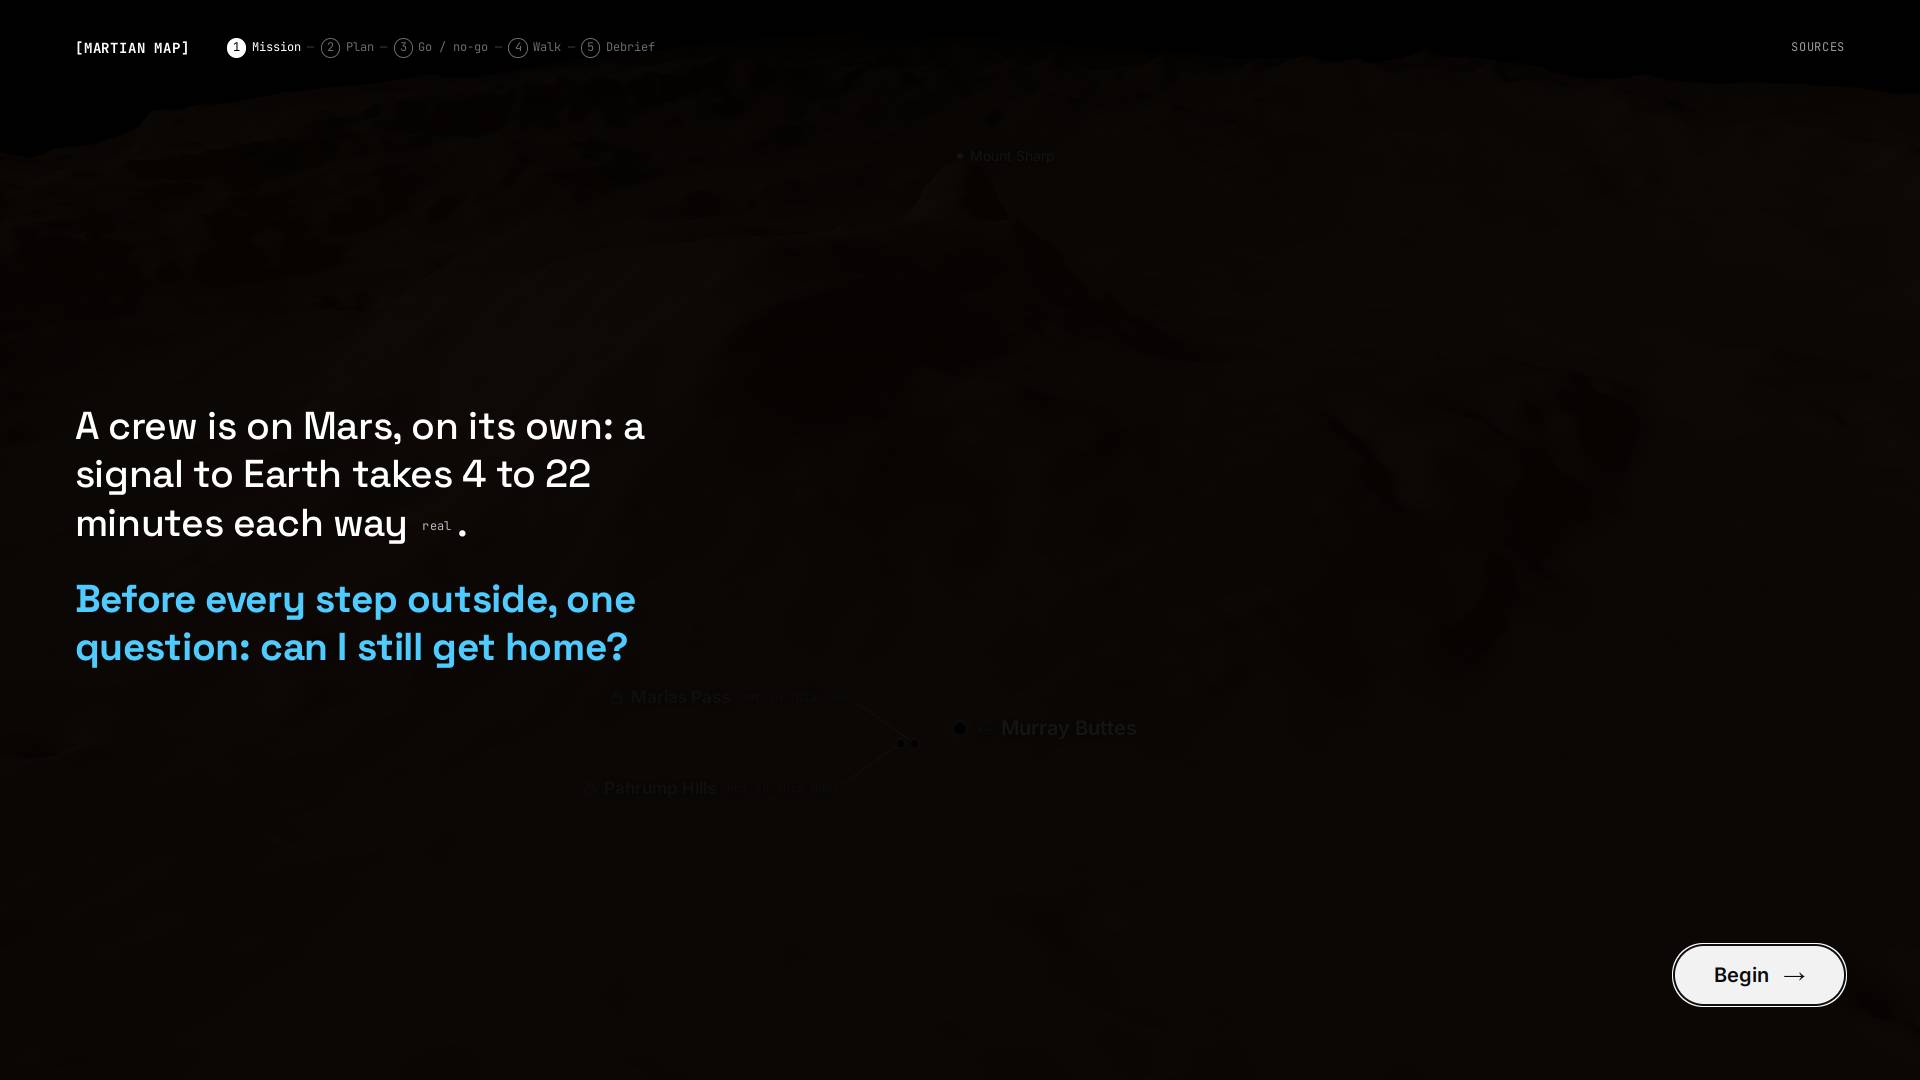 [MARTIAN MAP]
1 Mission — 2 Plan — 3 Go / no-go — 4 Walk — 5 Debrief
SOURCES
Mount Sharp
A crew is on Mars, on its own: a
signal to Earth takes 4 to 22
minutes each way real .
Before every step outside, one
question: can I still get home?
Marias Pass
Murray Buttes
Pahrump Hills
Begin →